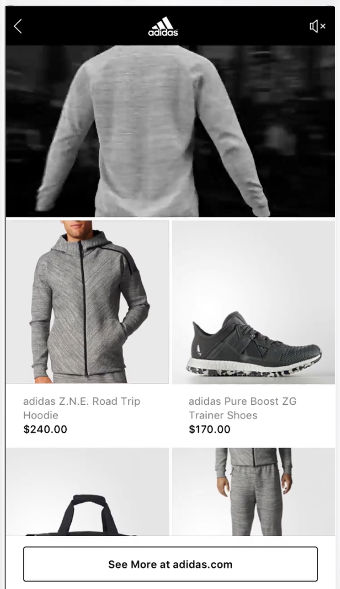 adidas
adidas Z.N.E. Road Trip
Hoodie
$240.00
adidas Pure Boost ZG
Trainer Shoes
$170.00
See More at adidas.com